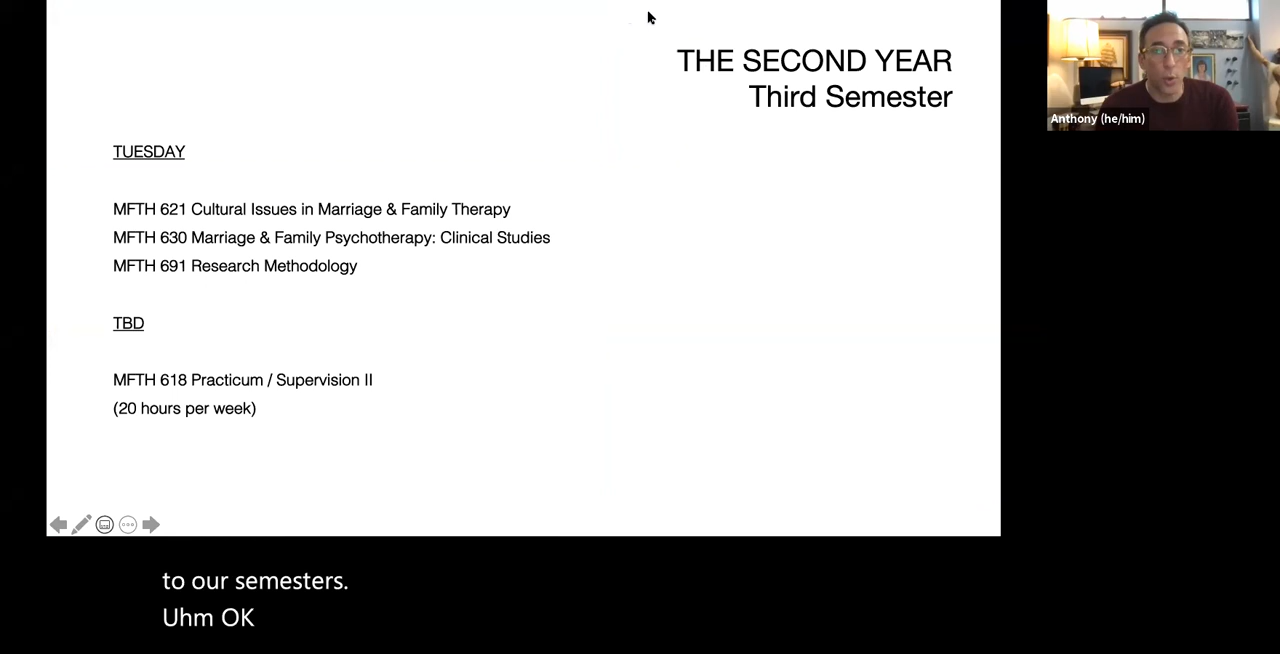 THE SECOND YEAR
Third Semester
TUESDAY
MFTH 621 Cultural Issues in Marriage & Family Therapy
MFTH 630 Marriage & Family Psychotherapy: Clinical Studies
MFTH 691 Research Methodology
TBD
MFTH 618 Practicum / Supervision II
(20 hours per week)
Anthony (he/him)
to our semesters.
Uhm OK